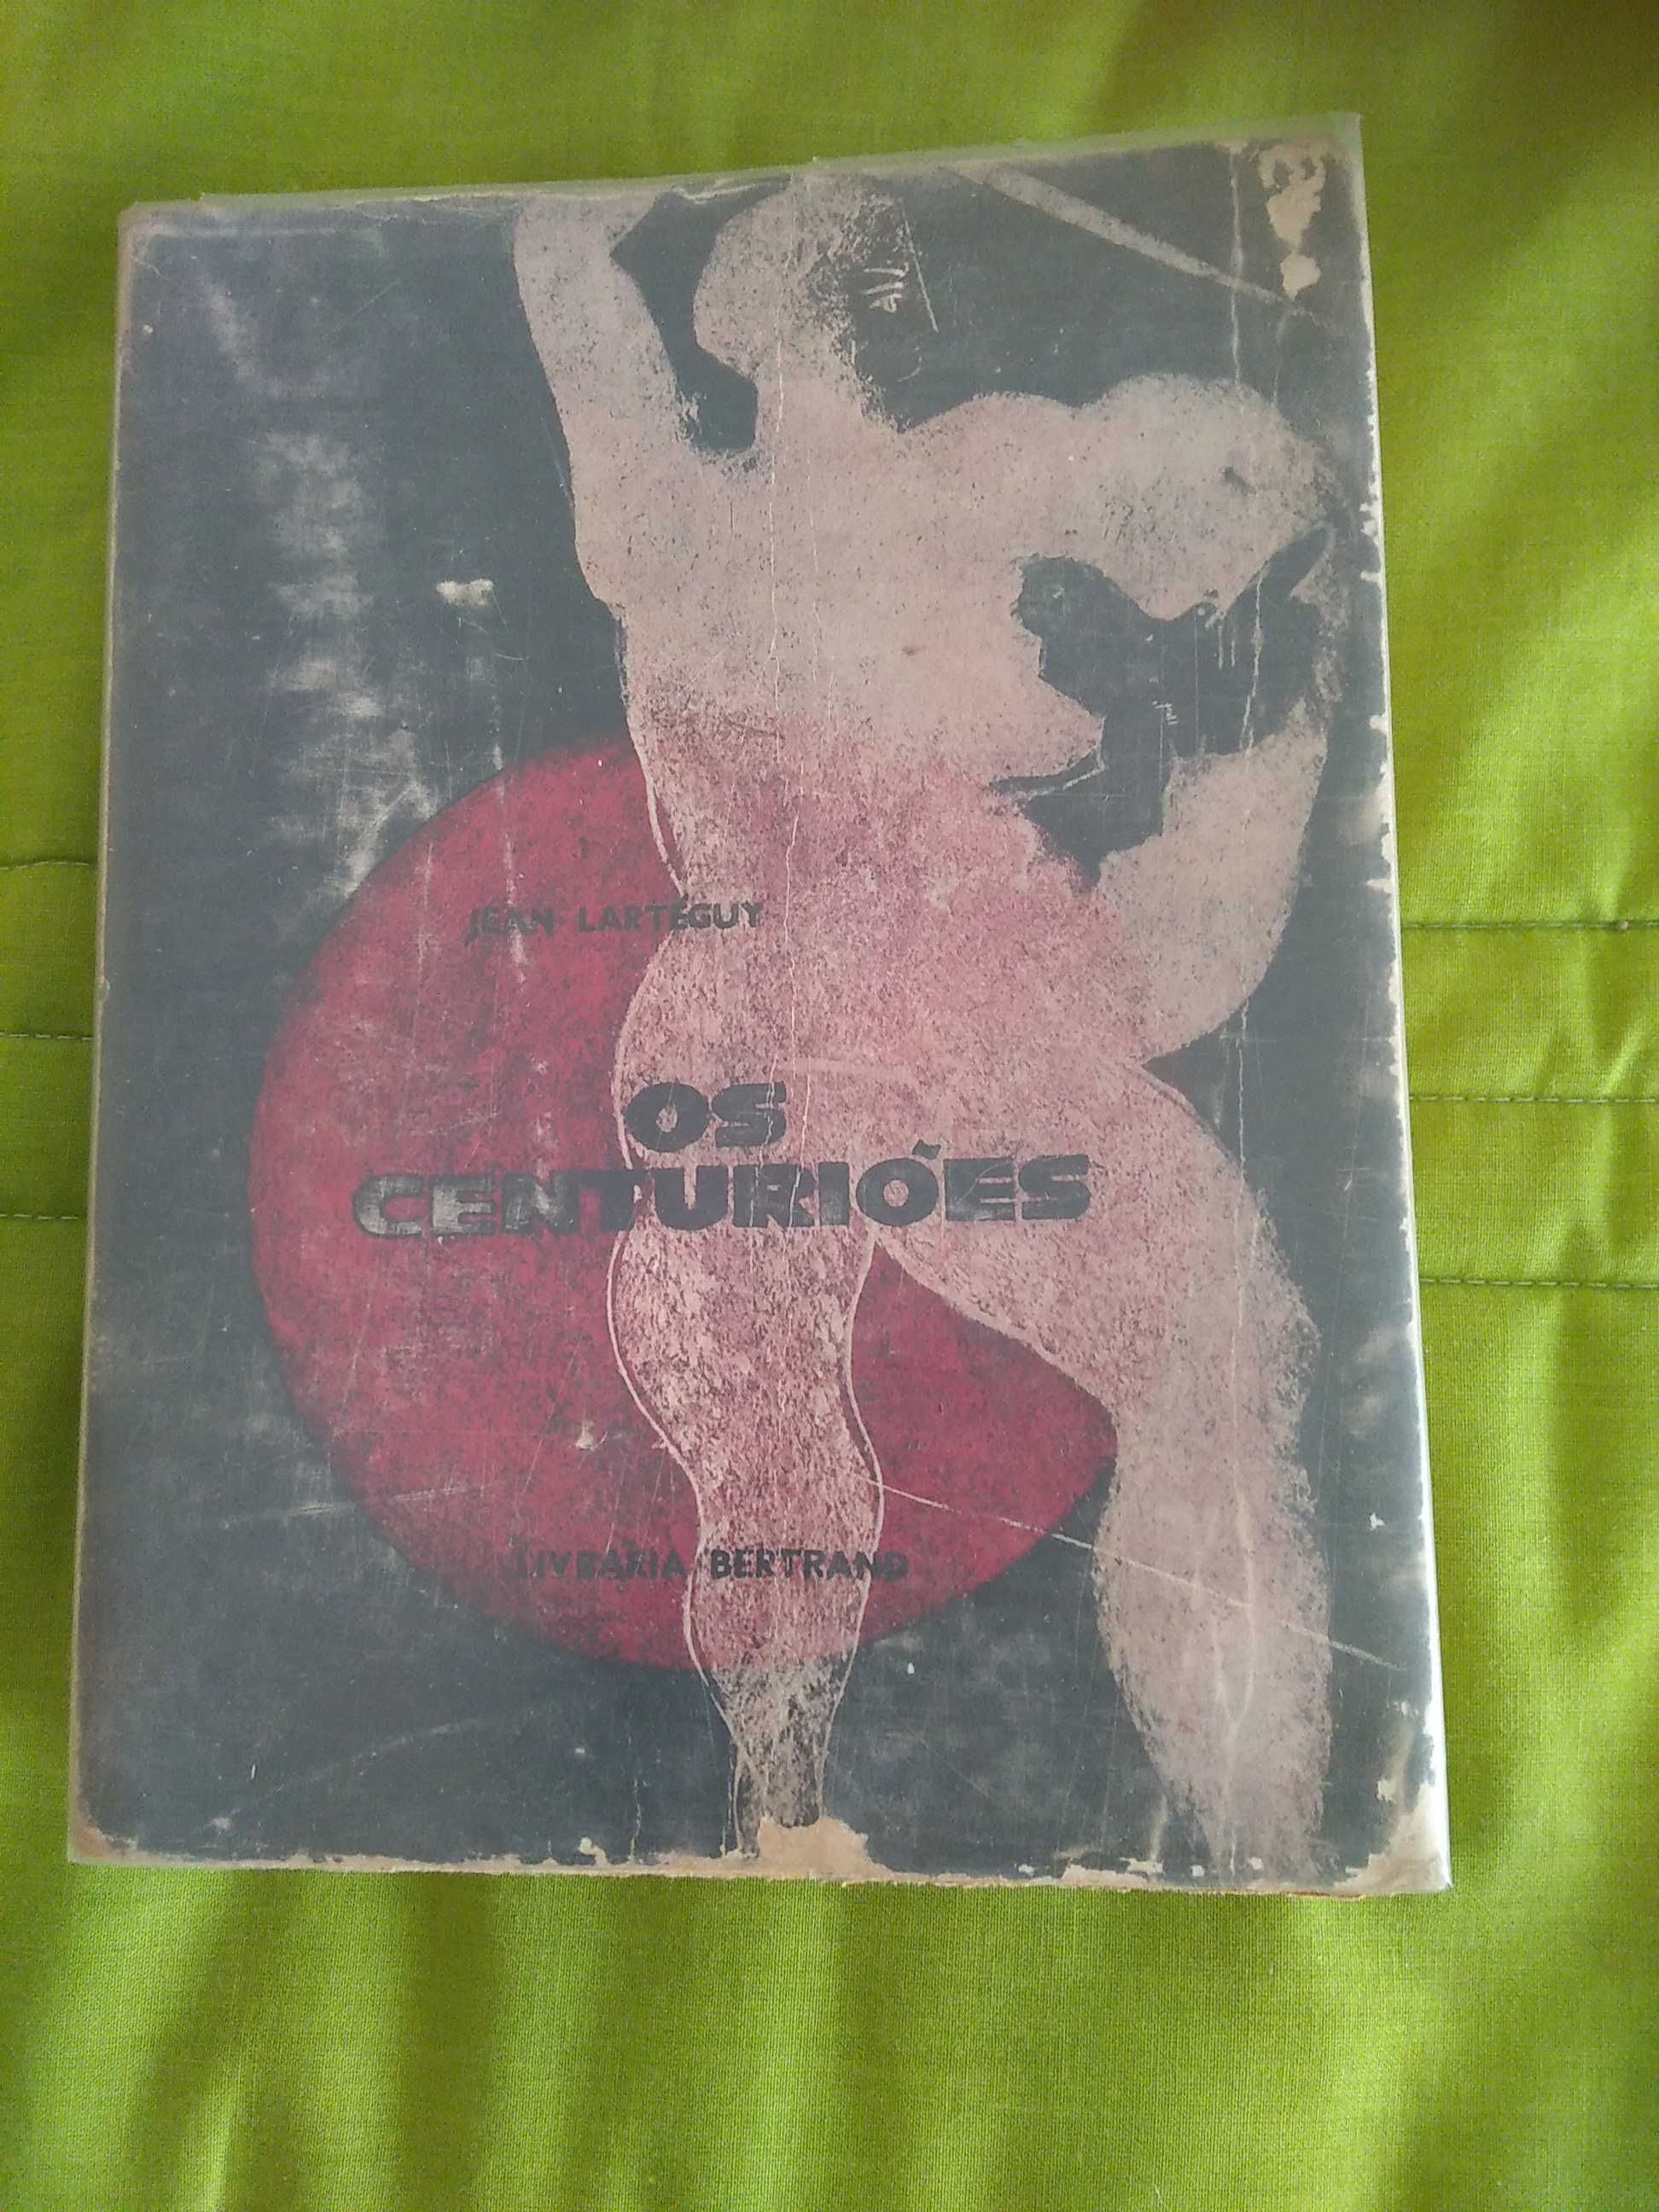 JEAN LARTÉGUY
OS
CENTURIÕES
LIVRARIA BERTRAND